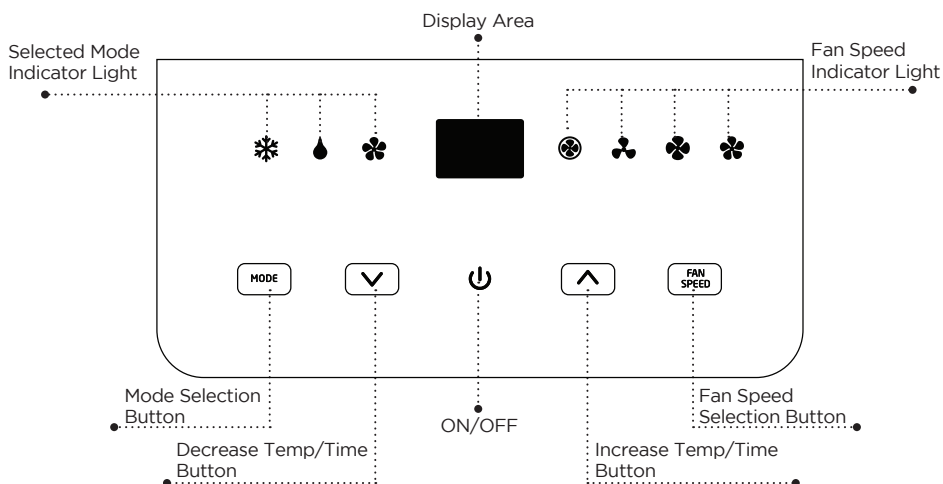 Display Area
Selected Mode
Indicator Light
Fan Speed
Indicator Light
MODE
FAN
SPEED
Mode Selection
Button
Decrease Temp/Time
Button
ON/OFF
Increase Temp/Time
Button
Fan Speed
Selection Button